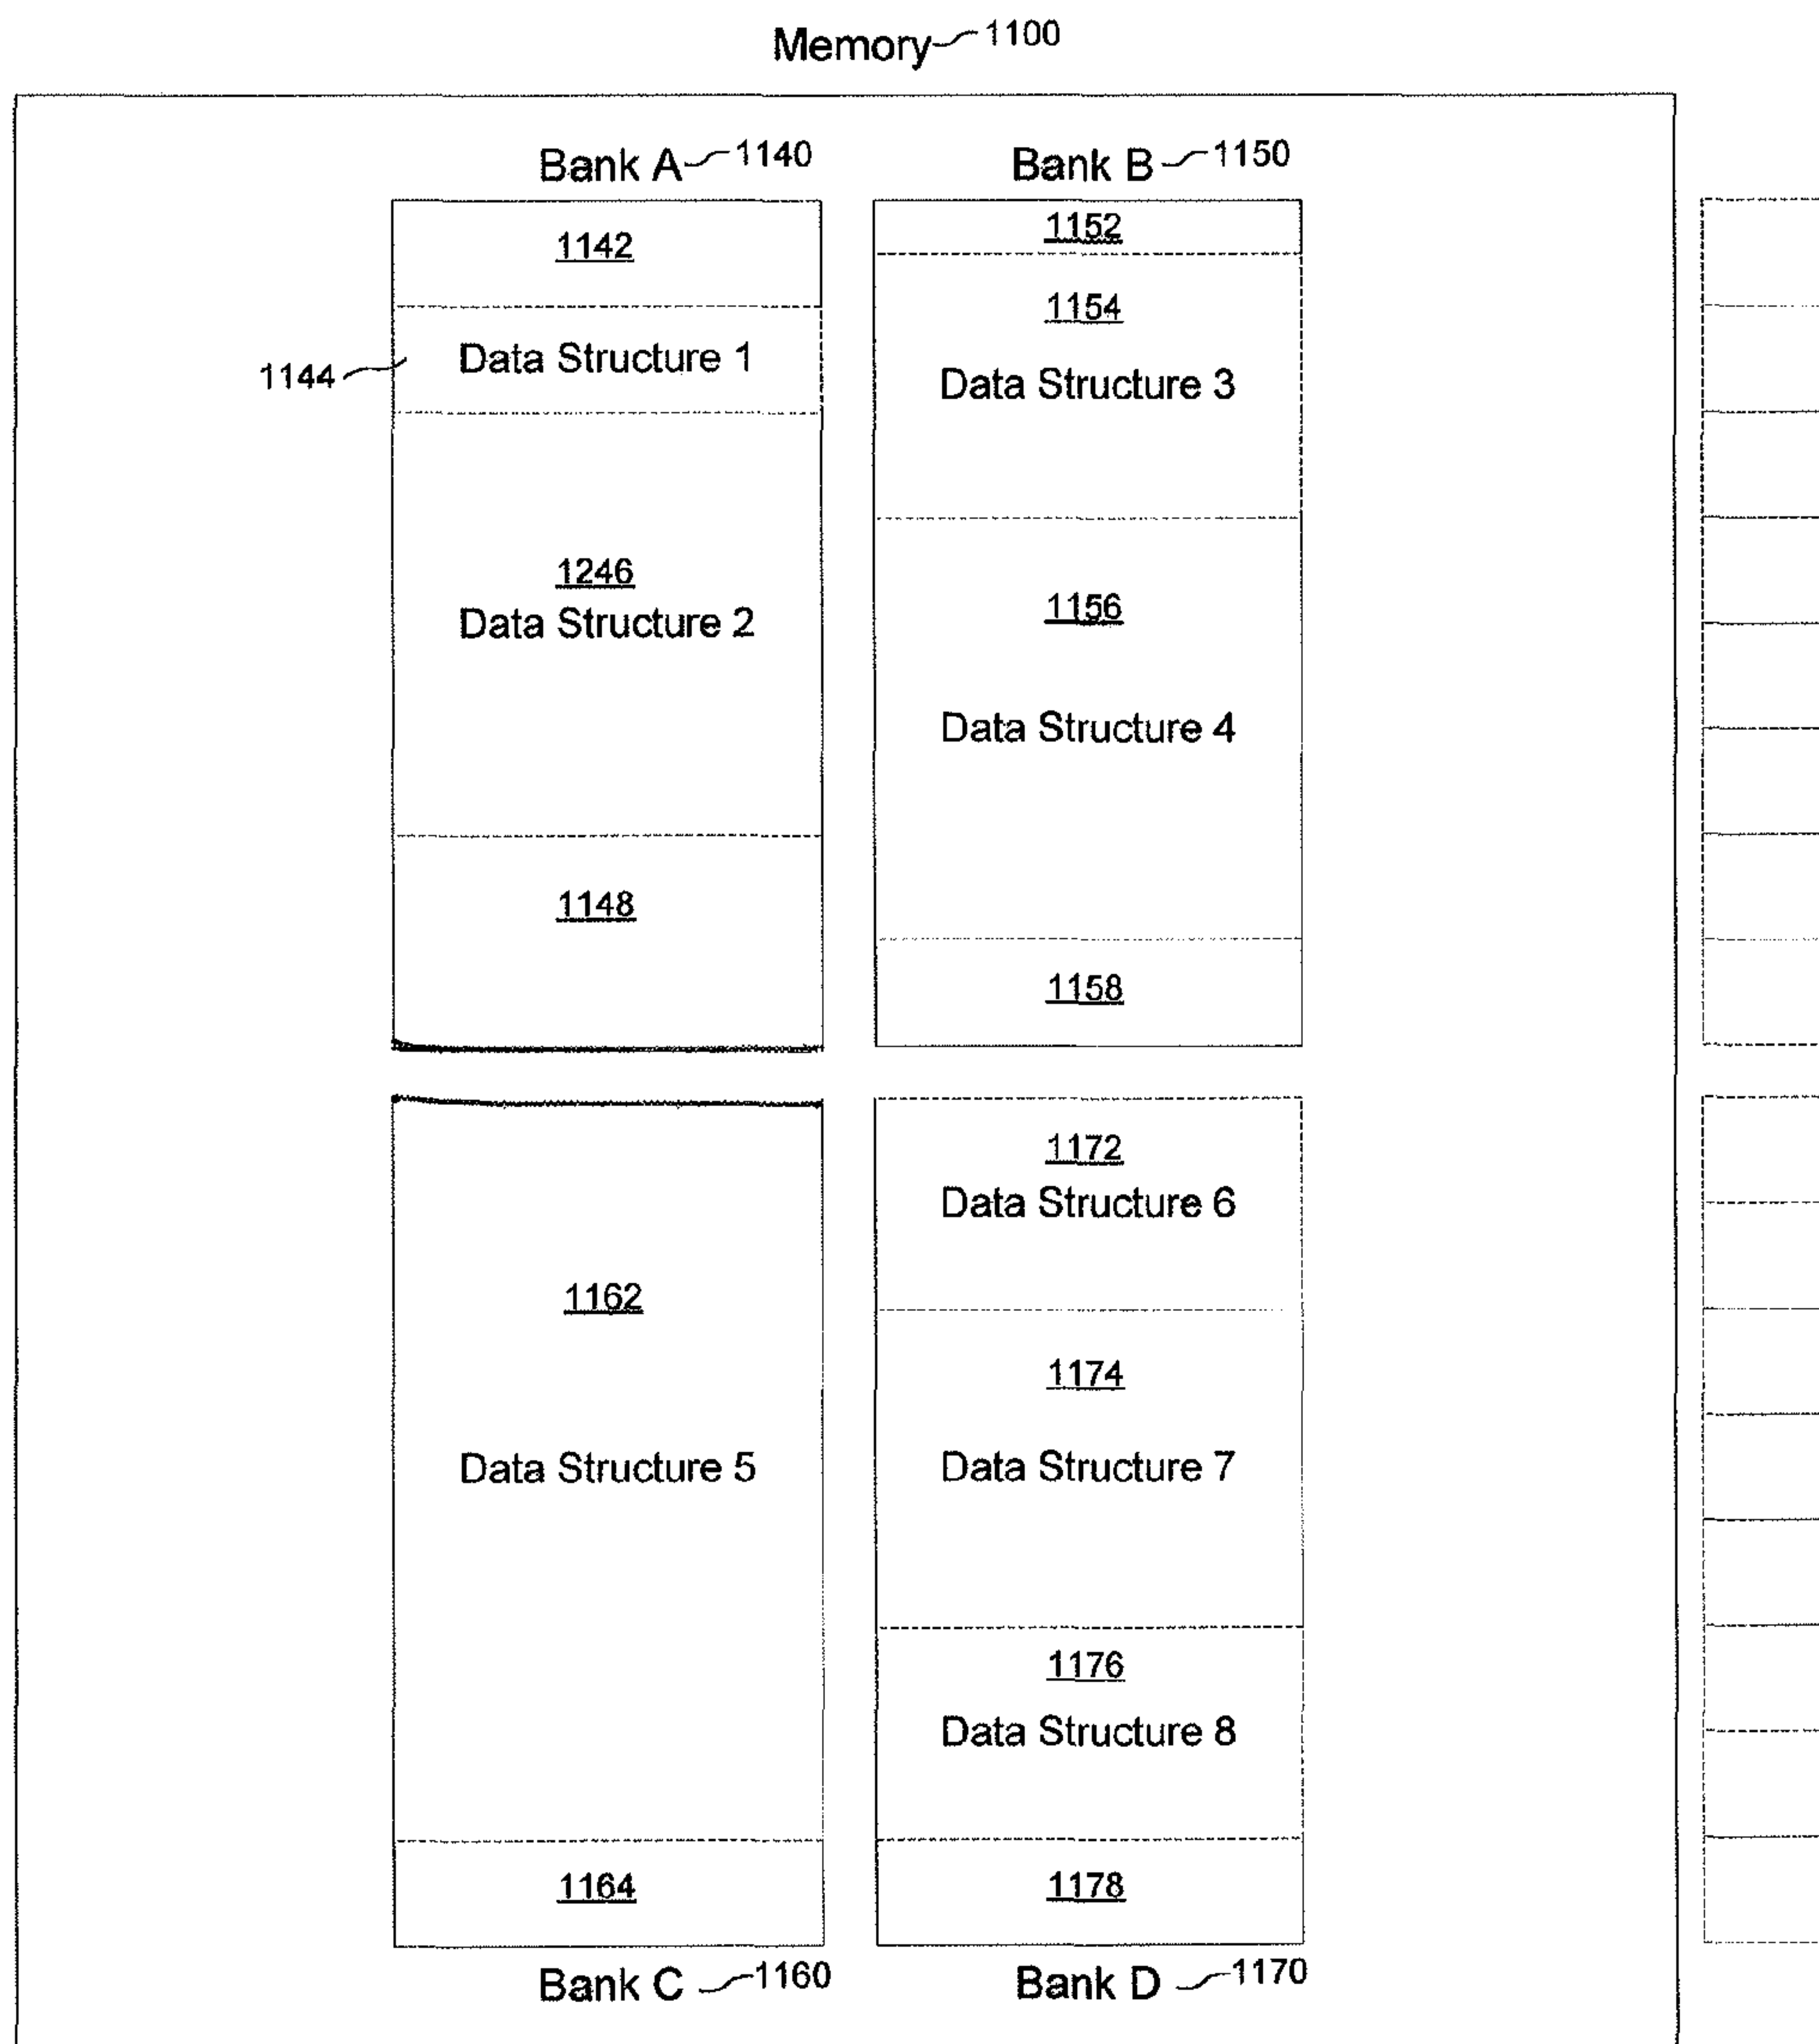 Memory 1100
Bank A 1140
Bank B 1150
1142
1144
Data Structure 1
1246
Data Structure 2
1148
1152
1154
Data Structure 3
1156
Data Structure 4
1158
1162
Data Structure 5
1164
Bank C 1160
1172
Data Structure 6
1174
Data Structure 7
1176
Data Structure 8
1178
Bank D 1170